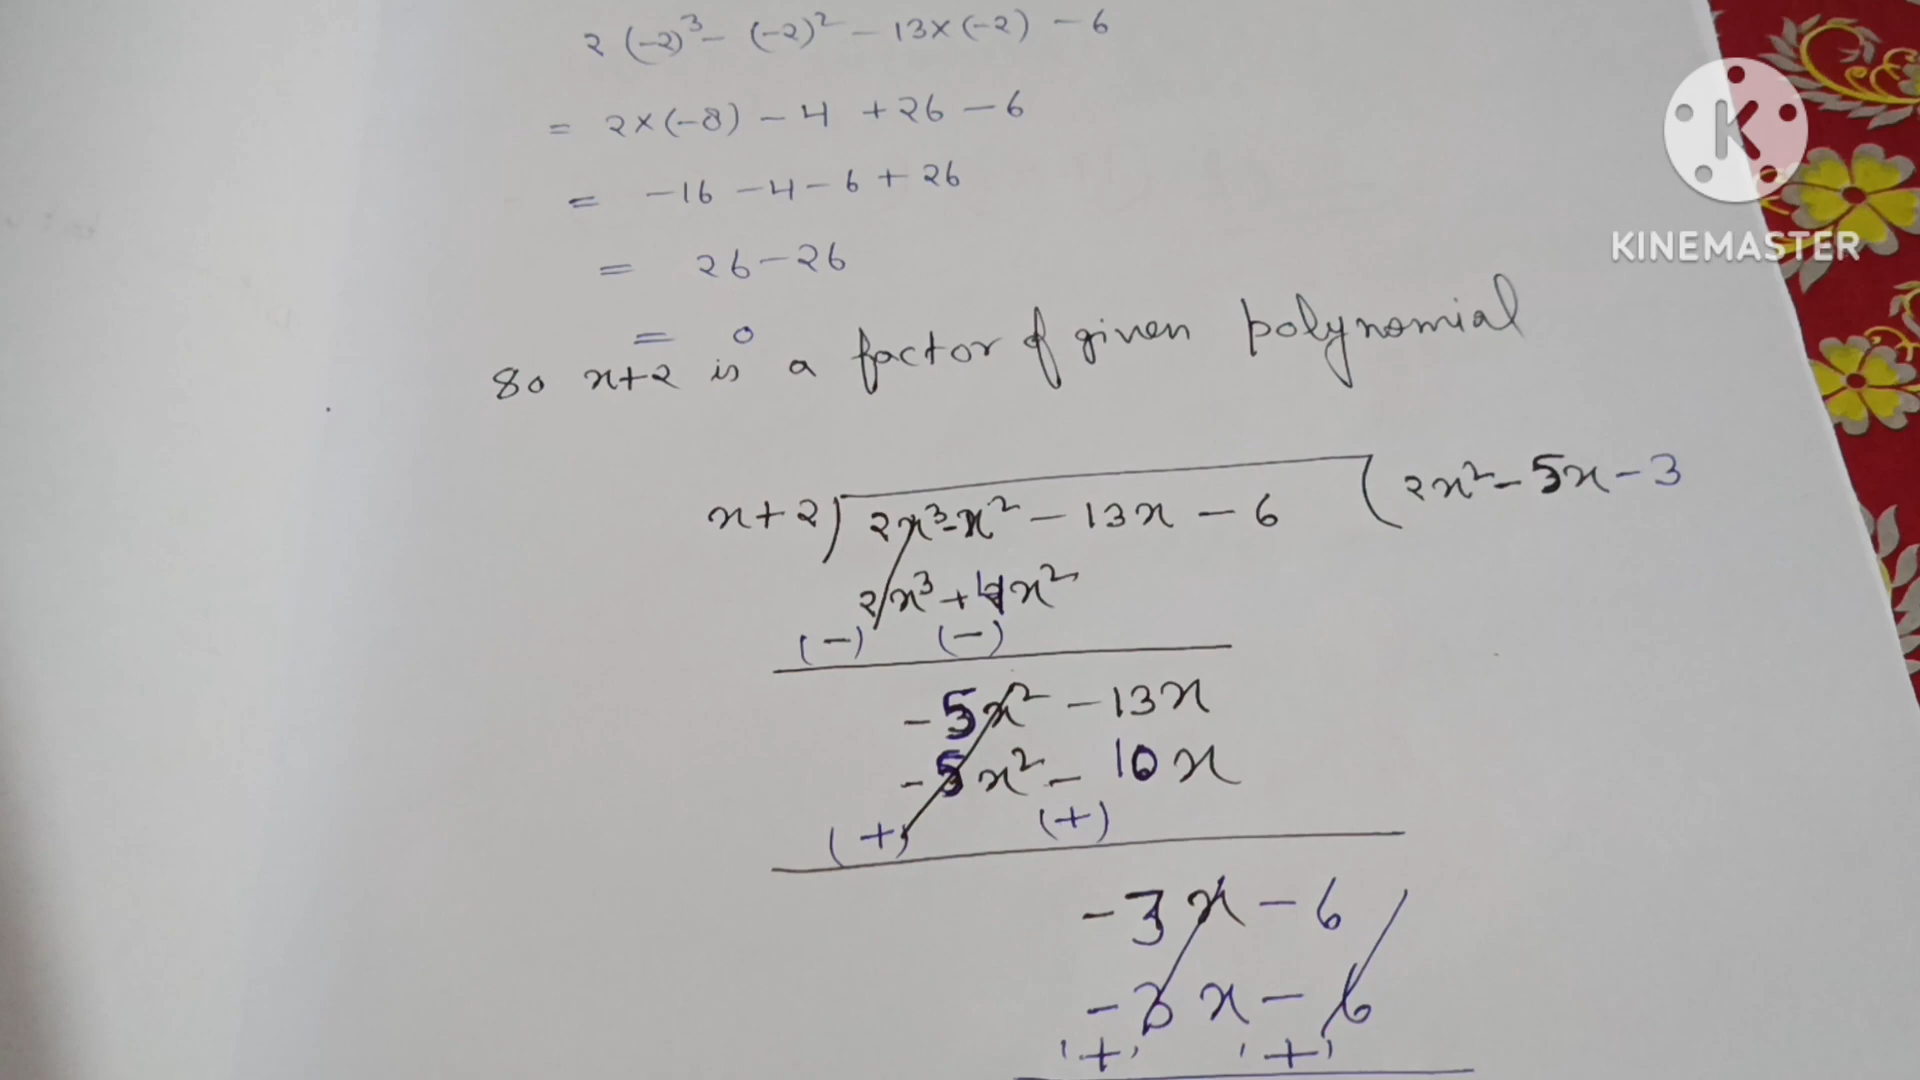 2 (-2)³ - (-2)² - 13×(-2) - 6
= 2×(-8) - 4 + 26 - 6
= -16 - 4 - 6 + 26
= 26 - 26
= 0
So x+2 is a factor of given polynomial
x+2) 2x³-x² - 13x - 6 (2x² - 5x - 3
2x³ + 4x²
(-) (-)
-5x² - 13x
-5x² - 10x
(+) (+)
-3x - 6
-3x - 6
(+) (+)
KINEMASTER